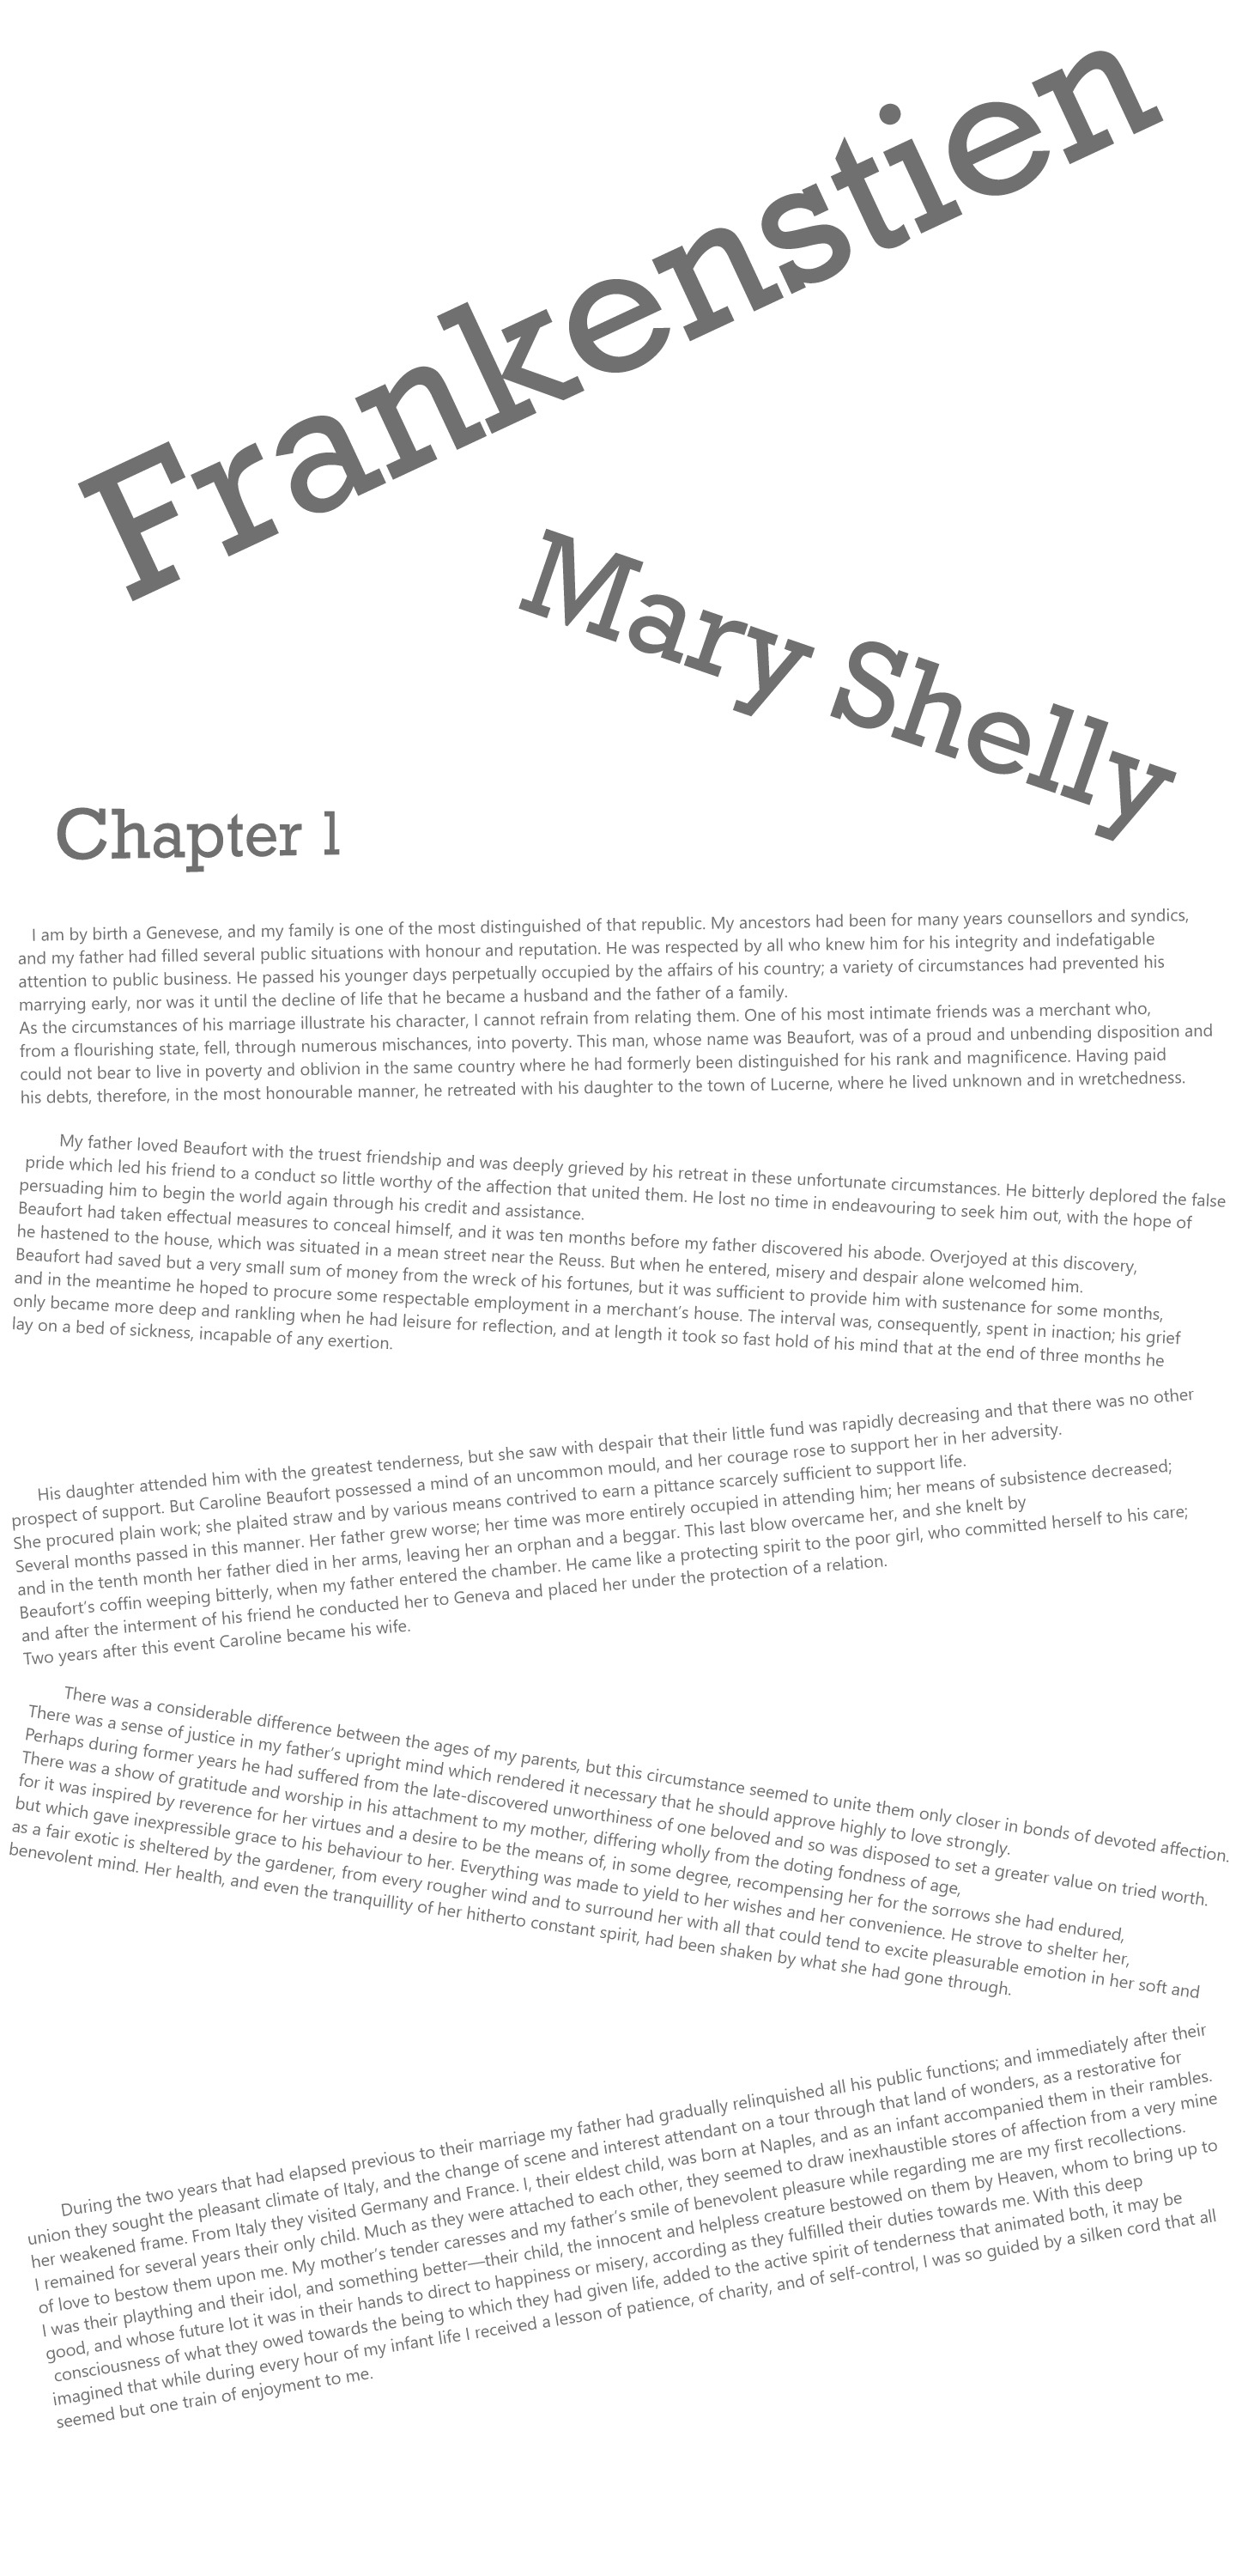 Frankenstien
Mary Shelly
Chapter 1
I am by birth a Genevese, and my family is one of the most distinguished of that republic. My ancestors had been for many years counsellors and syndics,
and my father had filled several public situations with honour and reputation. He was respected by all who knew him for his integrity and indefatigable
attention to public business. He passed his younger days perpetually occupied by the affairs of his country; a variety of circumstances had prevented his
marrying early, nor was it until the decline of life that he became a husband and the father of a family.
As the circumstances of his marriage illustrate his character, I cannot refrain from relating them. One of his most intimate friends was a merchant who,
from a flourishing state, fell, through numerous mischances, into poverty. This man, whose name was Beaufort, was of a proud and unbending disposition and
could not bear to live in poverty and oblivion in the same country where he had formerly been distinguished for his rank and magnificence. Having paid
his debts, therefore, in the most honourable manner, he retreated with his daughter to the town of Lucerne, where he lived unknown and in wretchedness.
My father loved Beaufort with the truest friendship and was deeply grieved by his retreat in these unfortunate circumstances. He bitterly deplored the false
pride which led his friend to a conduct so little worthy of the affection that united them. He lost no time in endeavouring to seek him out, with the hope of
persuading him to begin the world again through his credit and assistance.
Beaufort had taken effectual measures to conceal himself, and it was ten months before my father discovered his abode. Overjoyed at this discovery,
he hastened to the house, which was situated in a mean street near the Reuss. But when he entered, misery and despair alone welcomed him.
Beaufort had saved but a very small sum of money from the wreck of his fortunes, but it was sufficient to provide him with sustenance for some months,
and in the meantime he hoped to procure some respectable employment in a merchant's house. The interval was, consequently, spent in inaction; his grief
only became more deep and rankling when he had leisure for reflection, and at length it took so fast hold of his mind that at the end of three months he
lay on a bed of sickness, incapable of any exertion.
His daughter attended him with the greatest tenderness, but she saw with despair that their little fund was rapidly decreasing and that there was no other
prospect of support. But Caroline Beaufort possessed a mind of an uncommon mould, and her courage rose to support her in her adversity.
She procured plain work; she plaited straw and by various means contrived to earn a pittance scarcely sufficient to support life.
Several months passed in this manner. Her father grew worse; her time was more entirely occupied in attending him; her means of subsistence decreased;
and in the tenth month her father died in her arms, leaving her an orphan and a beggar. This last blow overcame her, and she knelt by
Beaufort's coffin weeping bitterly, when my father entered the chamber. He came like a protecting spirit to the poor girl, who committed herself to his care;
and after the interment of his friend he conducted her to Geneva and placed her under the protection of a relation.
Two years after this event Caroline became his wife.
There was a considerable difference between the ages of my parents, but this circumstance seemed to unite them only closer in bonds of devoted affection.
There was a sense of justice in my father's upright mind which rendered it necessary that he should approve highly to love strongly.
Perhaps during former years he had suffered from the late-discovered unworthiness of one beloved and so was disposed to set a greater value on tried worth.
There was a show of gratitude and worship in his attachment to my mother, differing wholly from the doting fondness of age,
for it was inspired by reverence for her virtues and a desire to be the means of, in some degree, recompensing her for the sorrows she had endured,
but which gave inexpressible grace to his behaviour to her. Everything was made to yield to her wishes and her convenience. He strove to shelter her,
as a fair exotic is sheltered by the gardener, from every rougher wind and to surround her with all that could tend to excite pleasurable emotion in her soft and
benevolent mind. Her health, and even the tranquillity of her hitherto constant spirit, had been shaken by what she had gone through.
During the two years that had elapsed previous to their marriage my father had gradually relinquished all his public functions; and immediately after their
union they sought the pleasant climate of Italy, and the change of scene and interest attendant on a tour through that land of wonders, as a restorative for
her weakened frame. From Italy they visited Germany and France. I, their eldest child, was born at Naples, and as an infant accompanied them in their rambles.
I remained for several years their only child. Much as they were attached to each other, they seemed to draw inexhaustible stores of affection from a very mine
of love to bestow them upon me. My mother's tender caresses and my father's smile of benevolent pleasure while regarding me are my first recollections.
I was their plaything and their idol, and something better—their child, the innocent and helpless creature bestowed on them by Heaven, whom to bring up to
good, and whose future lot it was in their hands to direct to happiness or misery, according as they fulfilled their duties towards me. With this deep
consciousness of what they owed towards the being to which they had given life, added to the active spirit of tenderness that animated both, it may be
imagined that while during every hour of my infant life I received a lesson of patience, of charity, and of self-control, I was so guided by a silken cord that all
seemed but one train of enjoyment to me.